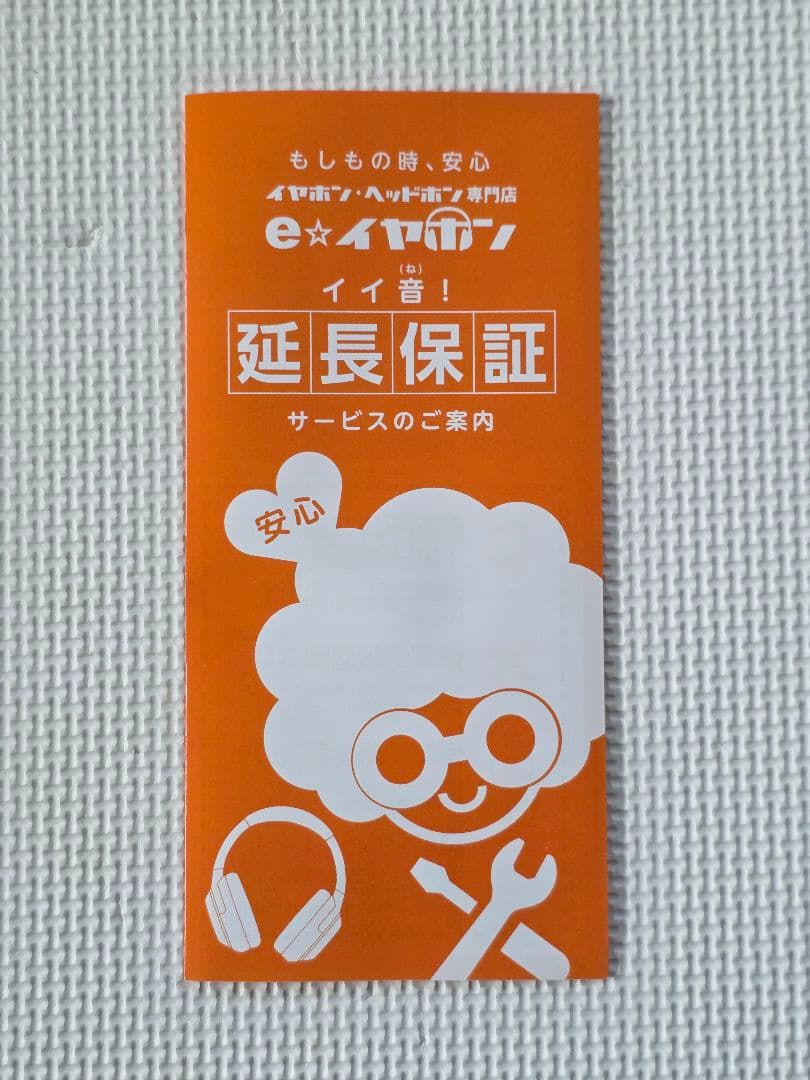 もしもの時、安心
イヤホン・ヘッドホン専門店
e☆イヤホン
(ね)
イイ音!
延長保証
サービスのご案内
安心